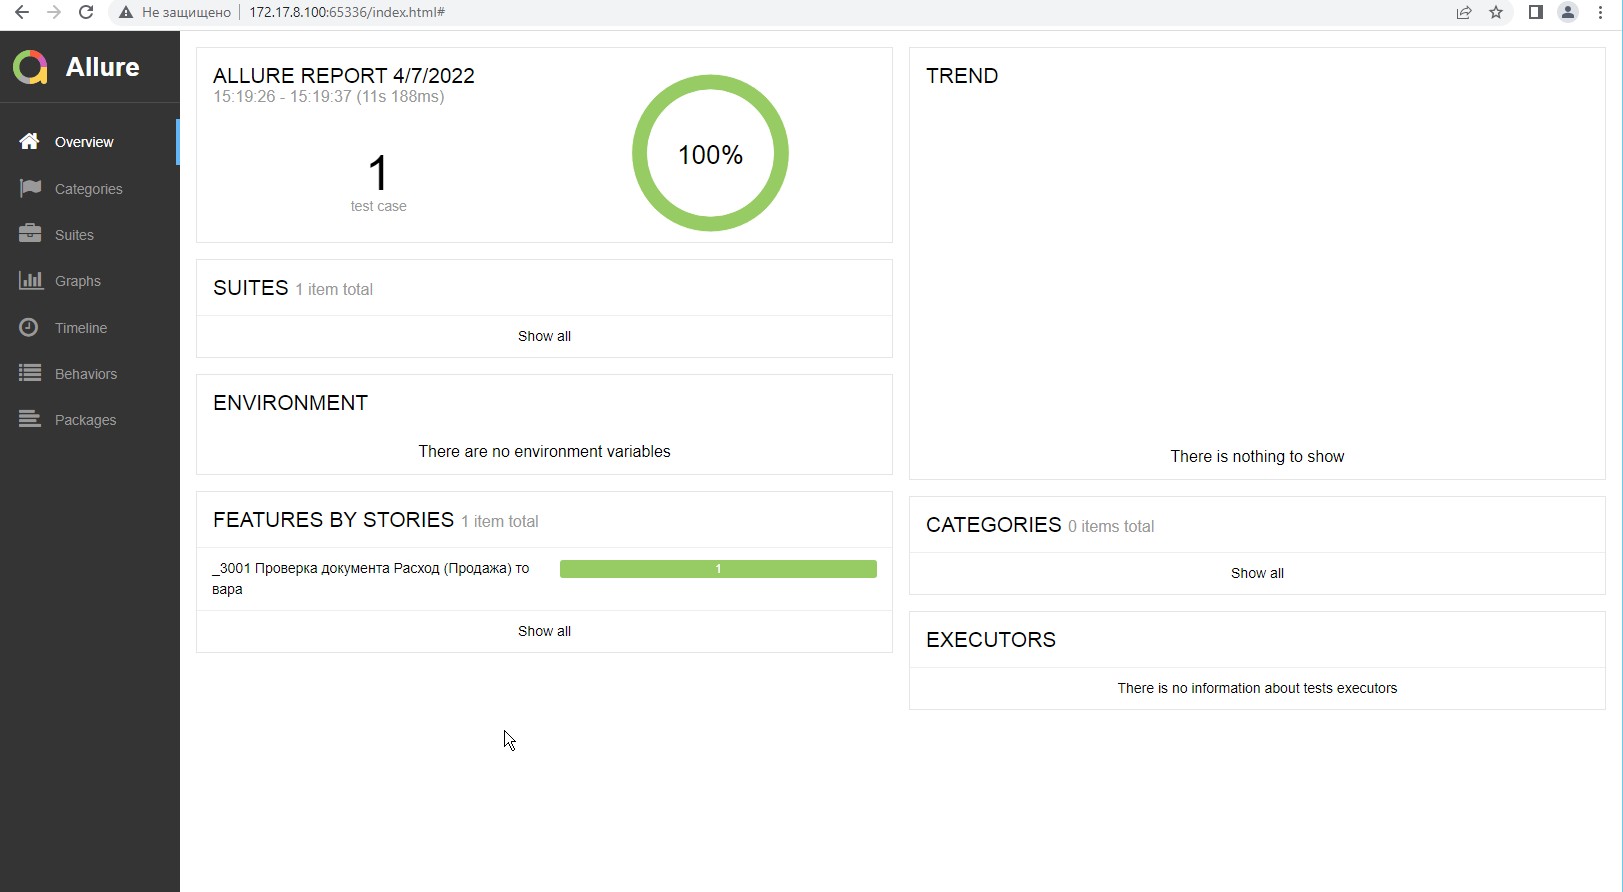 Не защищено
172.17.8.100:65336/index.html#
Allure
Overview
Categories
Suites
Graphs
Timeline
Behaviors
Packages
ALLURE REPORT 4/7/2022
15:19:26 - 15:19:37 (11s 188ms)
1
test case
100%
SUITES 1 item total
Show all
ENVIRONMENT
There are no environment variables
FEATURES BY STORIES 1 item total
_3001 Проверка документа Расход (Продажа) то
вара
1
Show all
TREND
There is nothing to show
CATEGORIES 0 items total
Show all
EXECUTORS
There is no information about tests executors